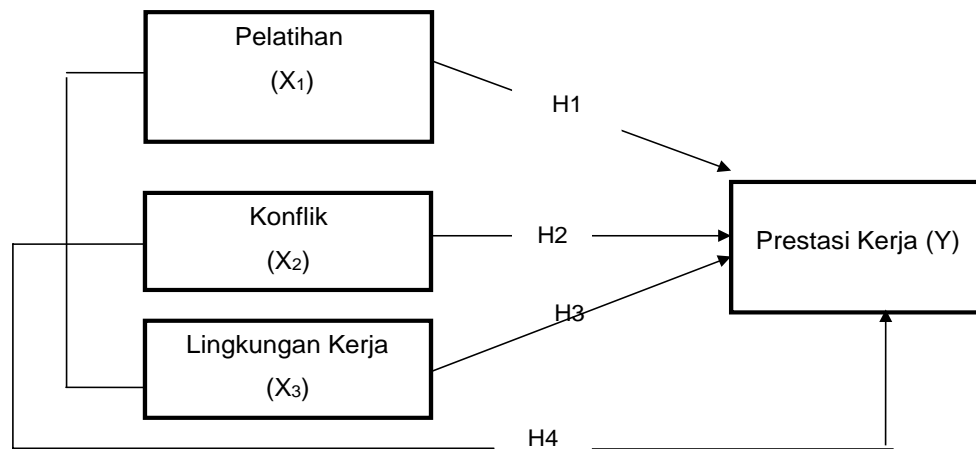 Pelatihan
(X₁)
H1
Konflik
(X₂)
H2
Prestasi Kerja (Y)
H3
Lingkungan Kerja
(X₃)
H4